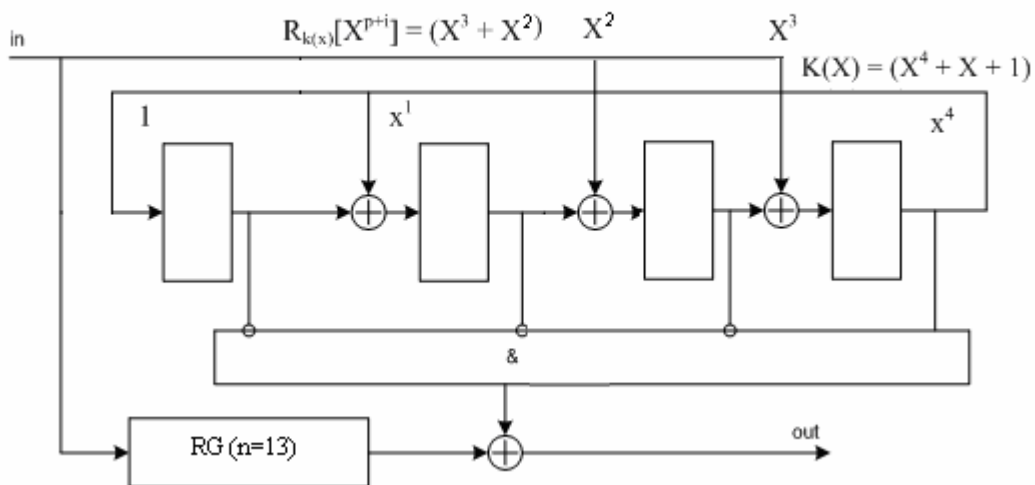 in R_{k(x)}[X^{p+i}] = (X^3 + X^2) X^2 X^3
K(X) = (X^4 + X + 1)
1 x^1 x^4
&
RG (n=13)
out